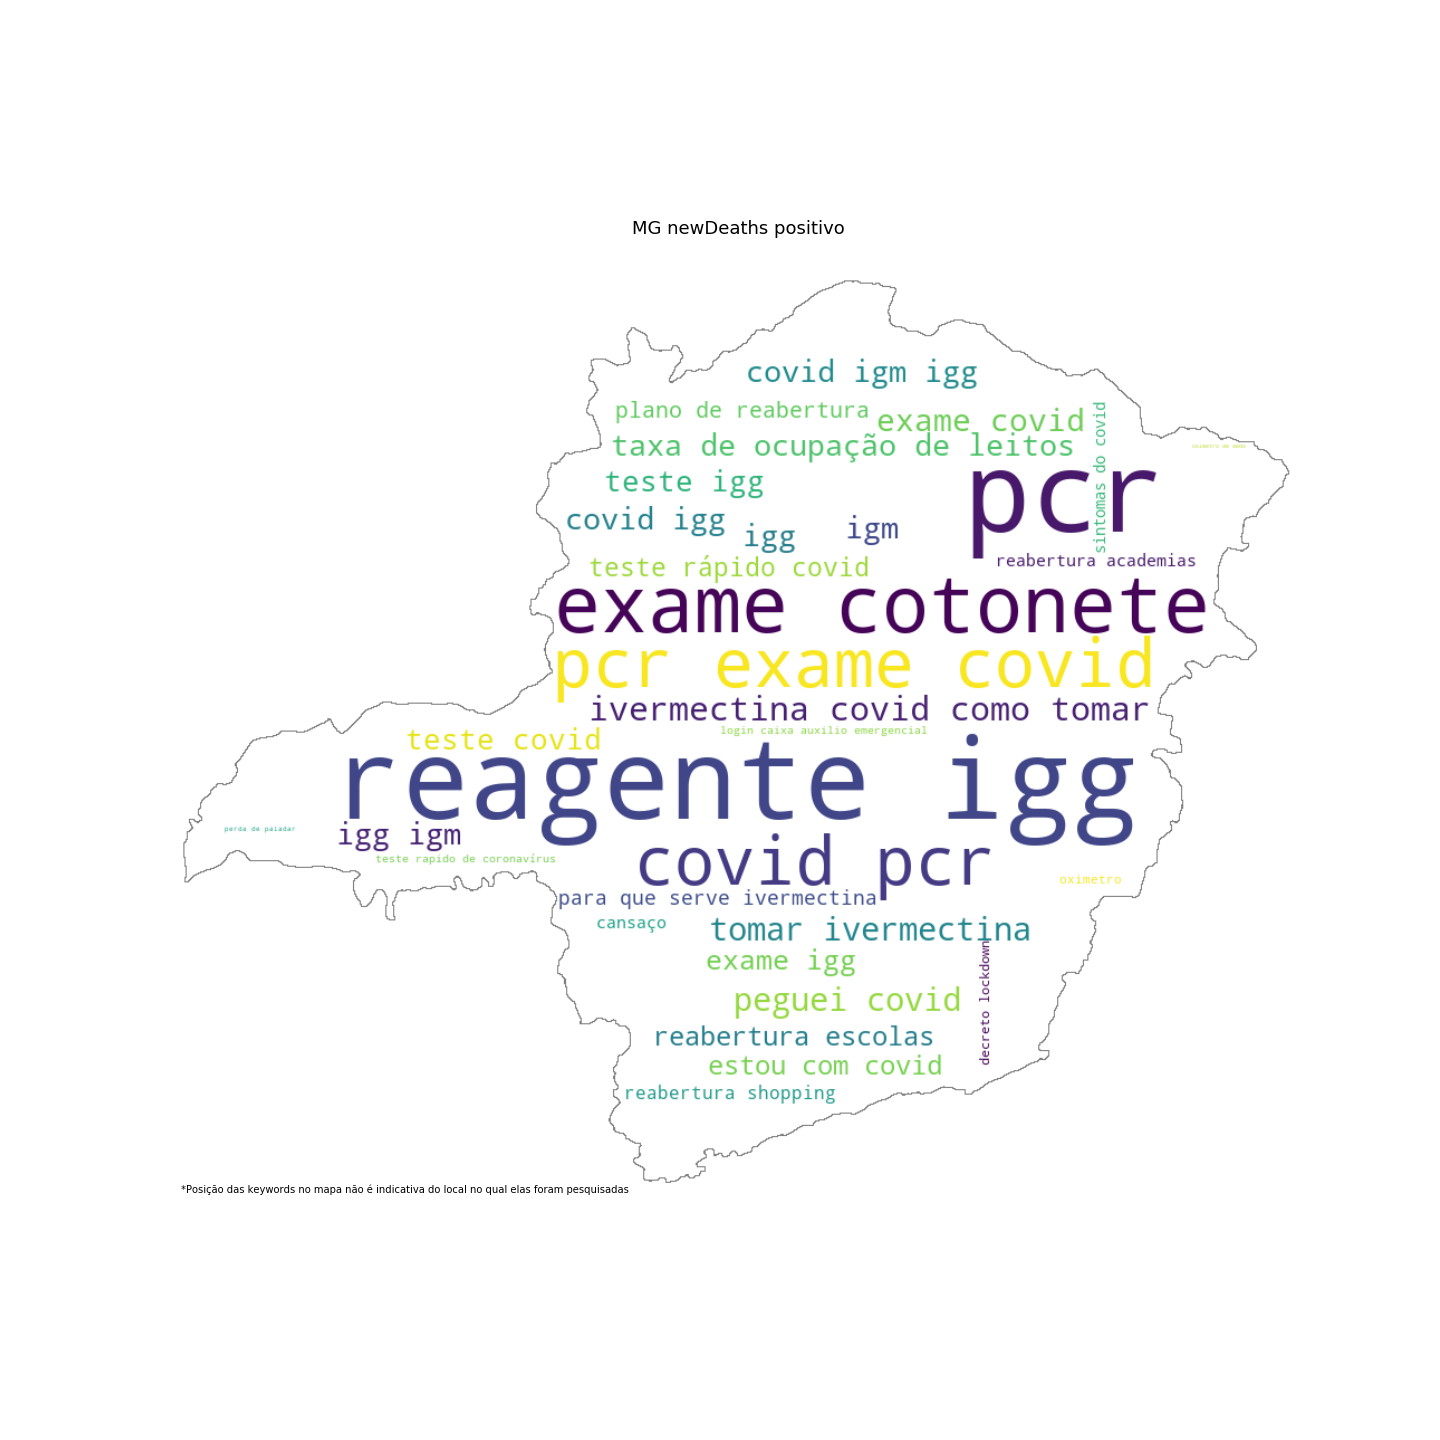 MG newDeaths positivo
covid igm igg
plano de reabertura
exame covid
sintomas do covid
taxa de ocupação de leitos
pcr
teste igg
covid igg
igg
igm
reabertura academias
teste rápido covid
exame cotonete
pcr exame covid
ivermectina covid como tomar
login caixa auxilio emergencial
teste covid
reagente igg
perda de paladar
igg igm
covid pcr
teste rapido de coronavírus
oximetro
para que serve ivermectina
cansaço
tomar ivermectina
decreto lockdown
exame igg
peguei covid
reabertura escolas
estou com covid
reabertura shopping
*Posição das keywords no mapa não é indicativa do local no qual elas foram pesquisadas